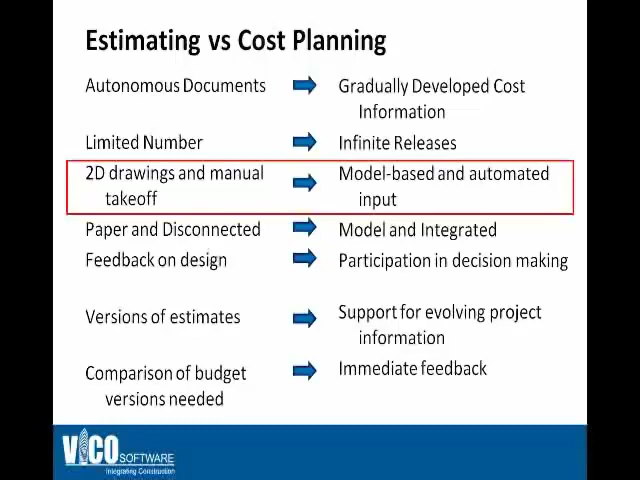 Estimating vs Cost Planning
Autonomous Documents
Gradually Developed Cost
Information
Limited Number
Infinite Releases
2D drawings and manual
takeoff
Model-based and automated
input
Paper and Disconnected
Model and Integrated
Feedback on design
Participation in decision making
Versions of estimates
Support for evolving project
information
Comparison of budget
versions needed
Immediate feedback
VICO SOFTWARE
Integrating Construction